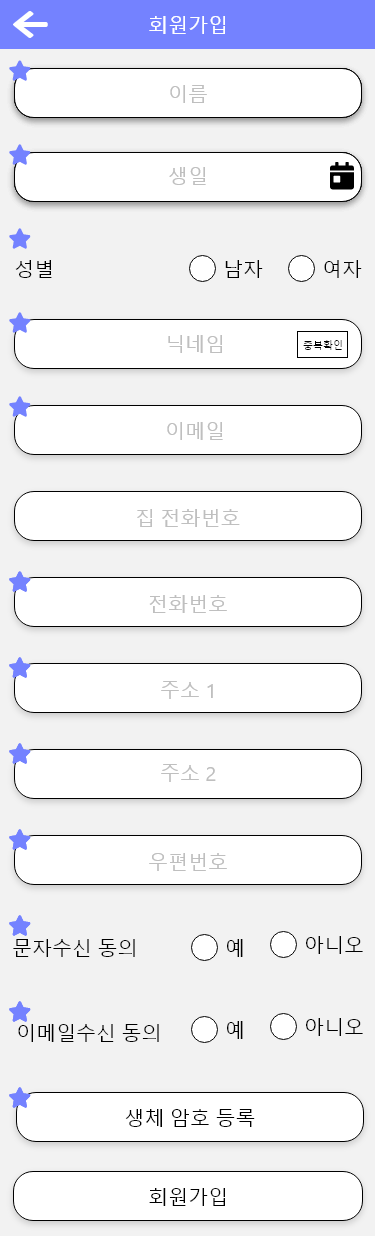 회원가입
이름
생일
성별 남자 여자
닉네임 중복확인
이메일
집 전화번호
전화번호
주소 1
주소 2
우편번호
문자수신 동의 예 아니오
이메일수신 동의 예 아니오
생체 암호 등록
회원가입